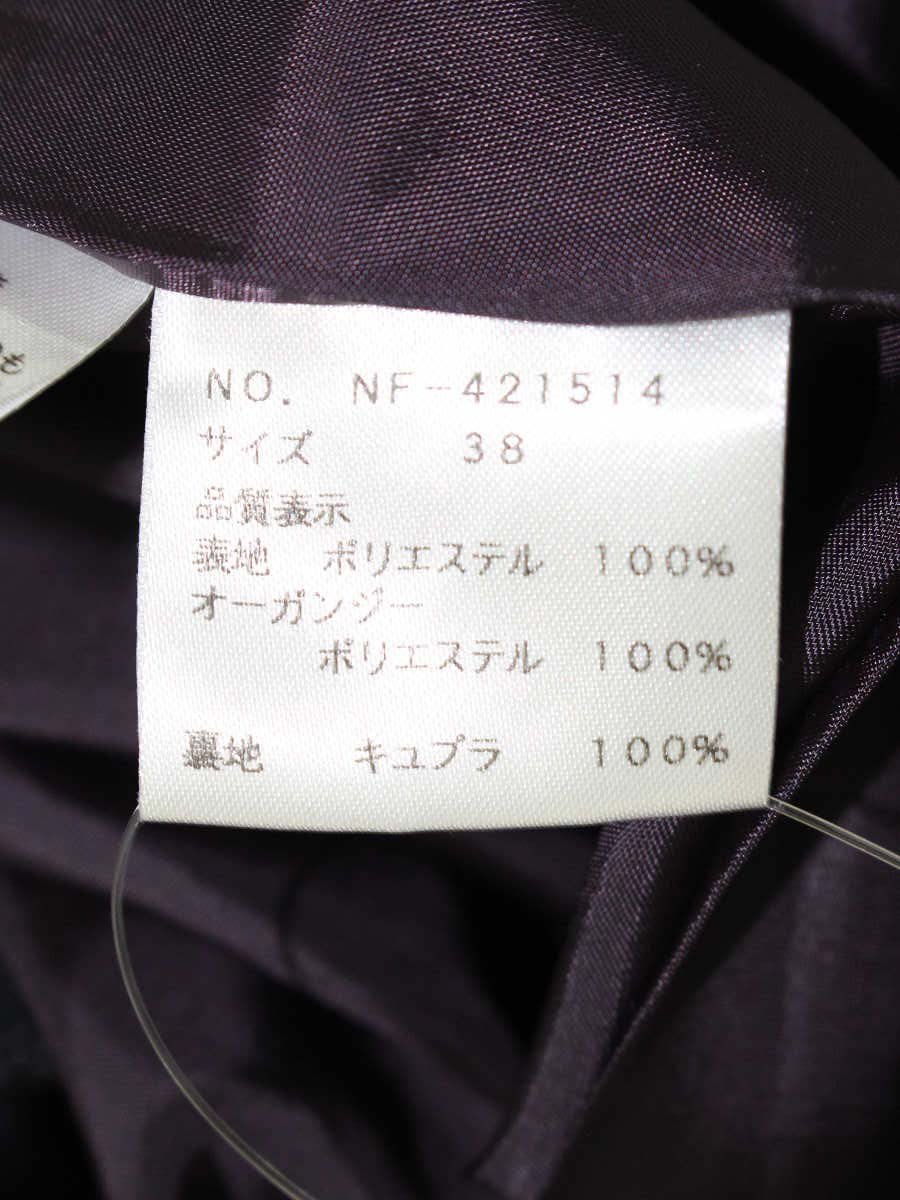 NO. NF-421514
サイズ 38
品質表示
表地 ポリエステル 100%
オーガンジー
ポリエステル 100%
裏地 キュプラ 100%